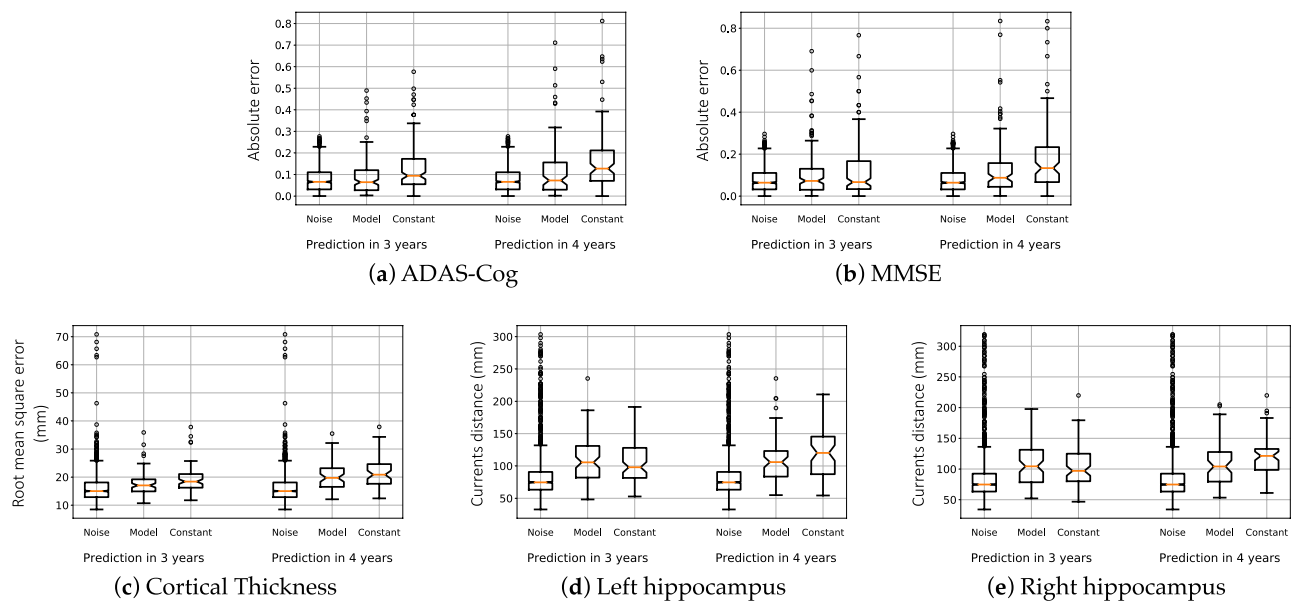 0.8
0.7
0.6
0.5
0.4
0.3
0.2
0.1
0.0
Absolute error
Noise Model Constant Noise Model Constant
Prediction in 3 years Prediction in 4 years
(a) ADAS-Cog
0.8
0.6
0.4
0.2
0.0
Absolute error
Noise Model Constant Noise Model Constant
Prediction in 3 years Prediction in 4 years
(b) MMSE
70
60
50
40
30
20
10
Root mean square error
(mm)
Noise Model Constant Noise Model Constant
Prediction in 3 years Prediction in 4 years
(c) Cortical Thickness
300
250
200
150
100
50
Currents distance (mm)
Noise Model Constant Noise Model Constant
Prediction in 3 years Prediction in 4 years
(d) Left hippocampus
300
250
200
150
100
50
Currents distance (mm)
Noise Model Constant Noise Model Constant
Prediction in 3 years Prediction in 4 years
(e) Right hippocampus